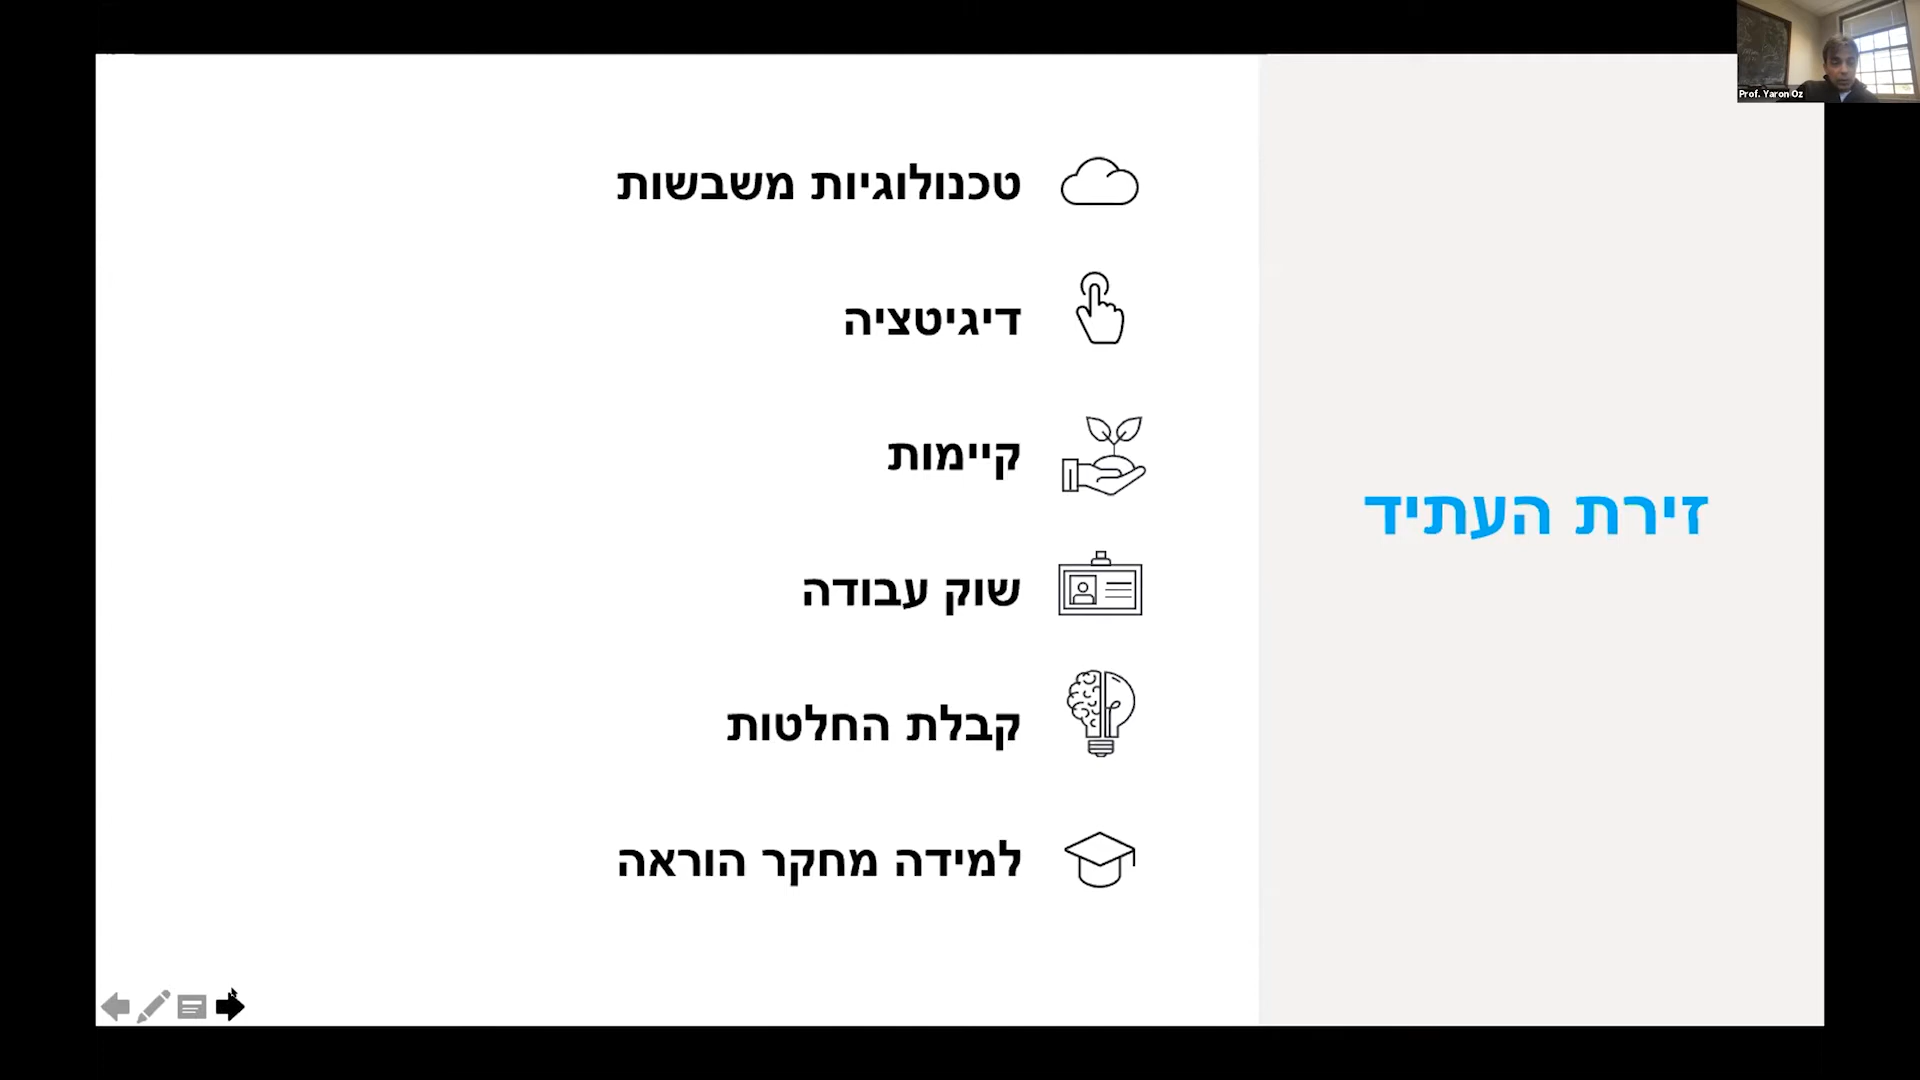 Prof. Yaron Oz
זירת העתיד
טכנולוגיות משבשות
דיגיטציה
קיימות
שוק עבודה
קבלת החלטות
למידה מחקר הוראה